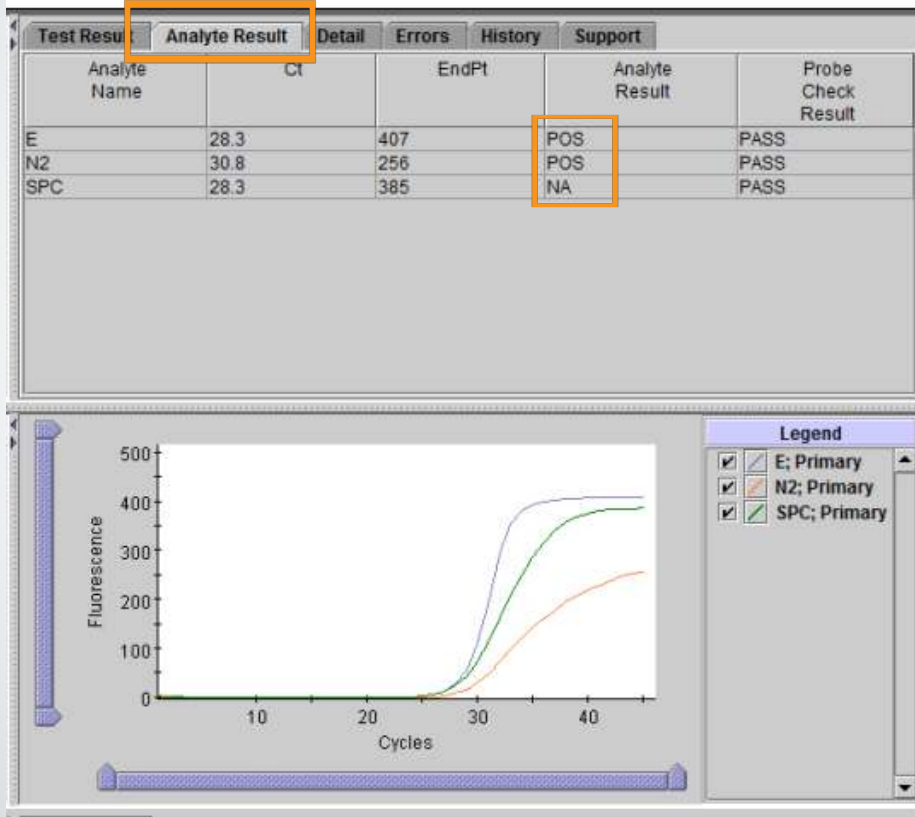 Test Result Analyte Result Detail Errors History Support
Analyte Name Ct EndPt Analyte Result Probe Check Result
E 28.3 407 POS PASS
N2 30.8 256 POS PASS
SPC 28.3 385 NA PASS
Legend
E; Primary
N2; Primary
SPC; Primary
Fluorescence
500
400
300
200
100
0
10 20 30 40
Cycles